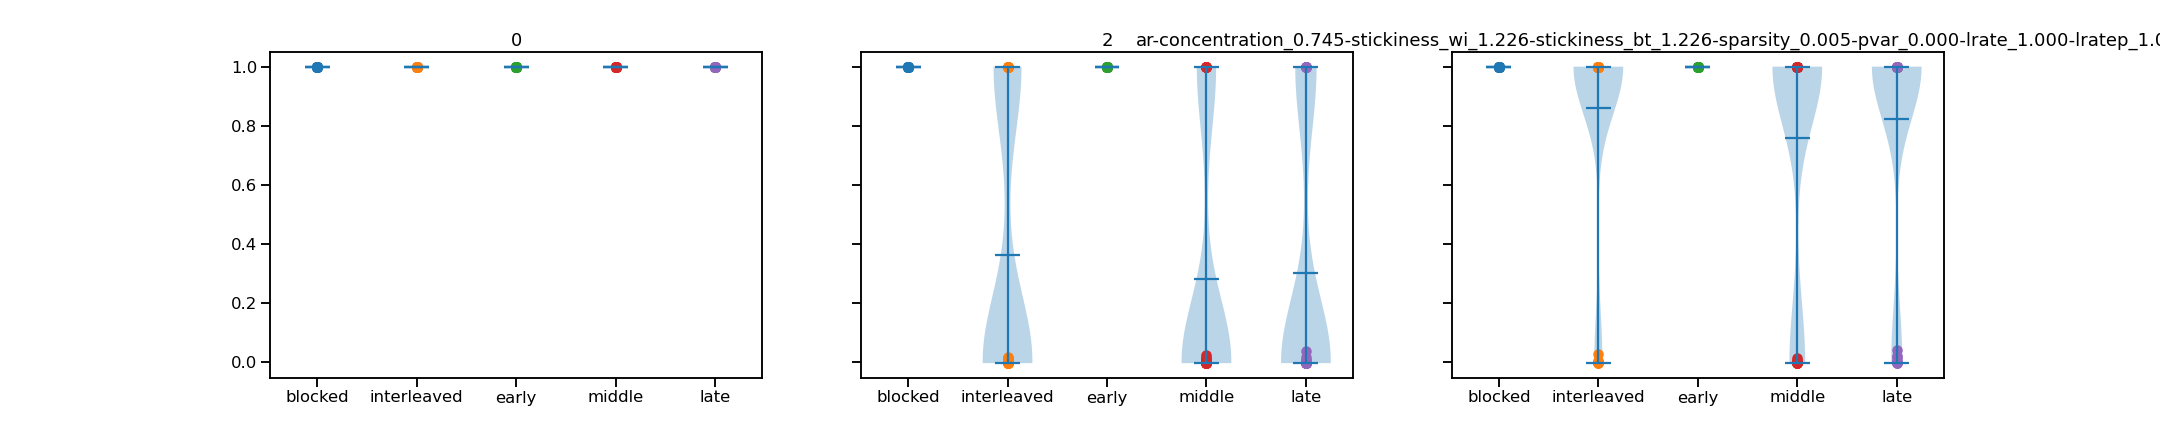 0
2
ar-concentration_0.745-stickiness_wi_1.226-stickiness_bt_1.226-sparsity_0.005-pvar_0.000-lrate_1.000-lratep_1.0
1.0
0.8
0.6
0.4
0.2
0.0
blocked interleaved early middle late
blocked interleaved early middle late
blocked interleaved early middle late